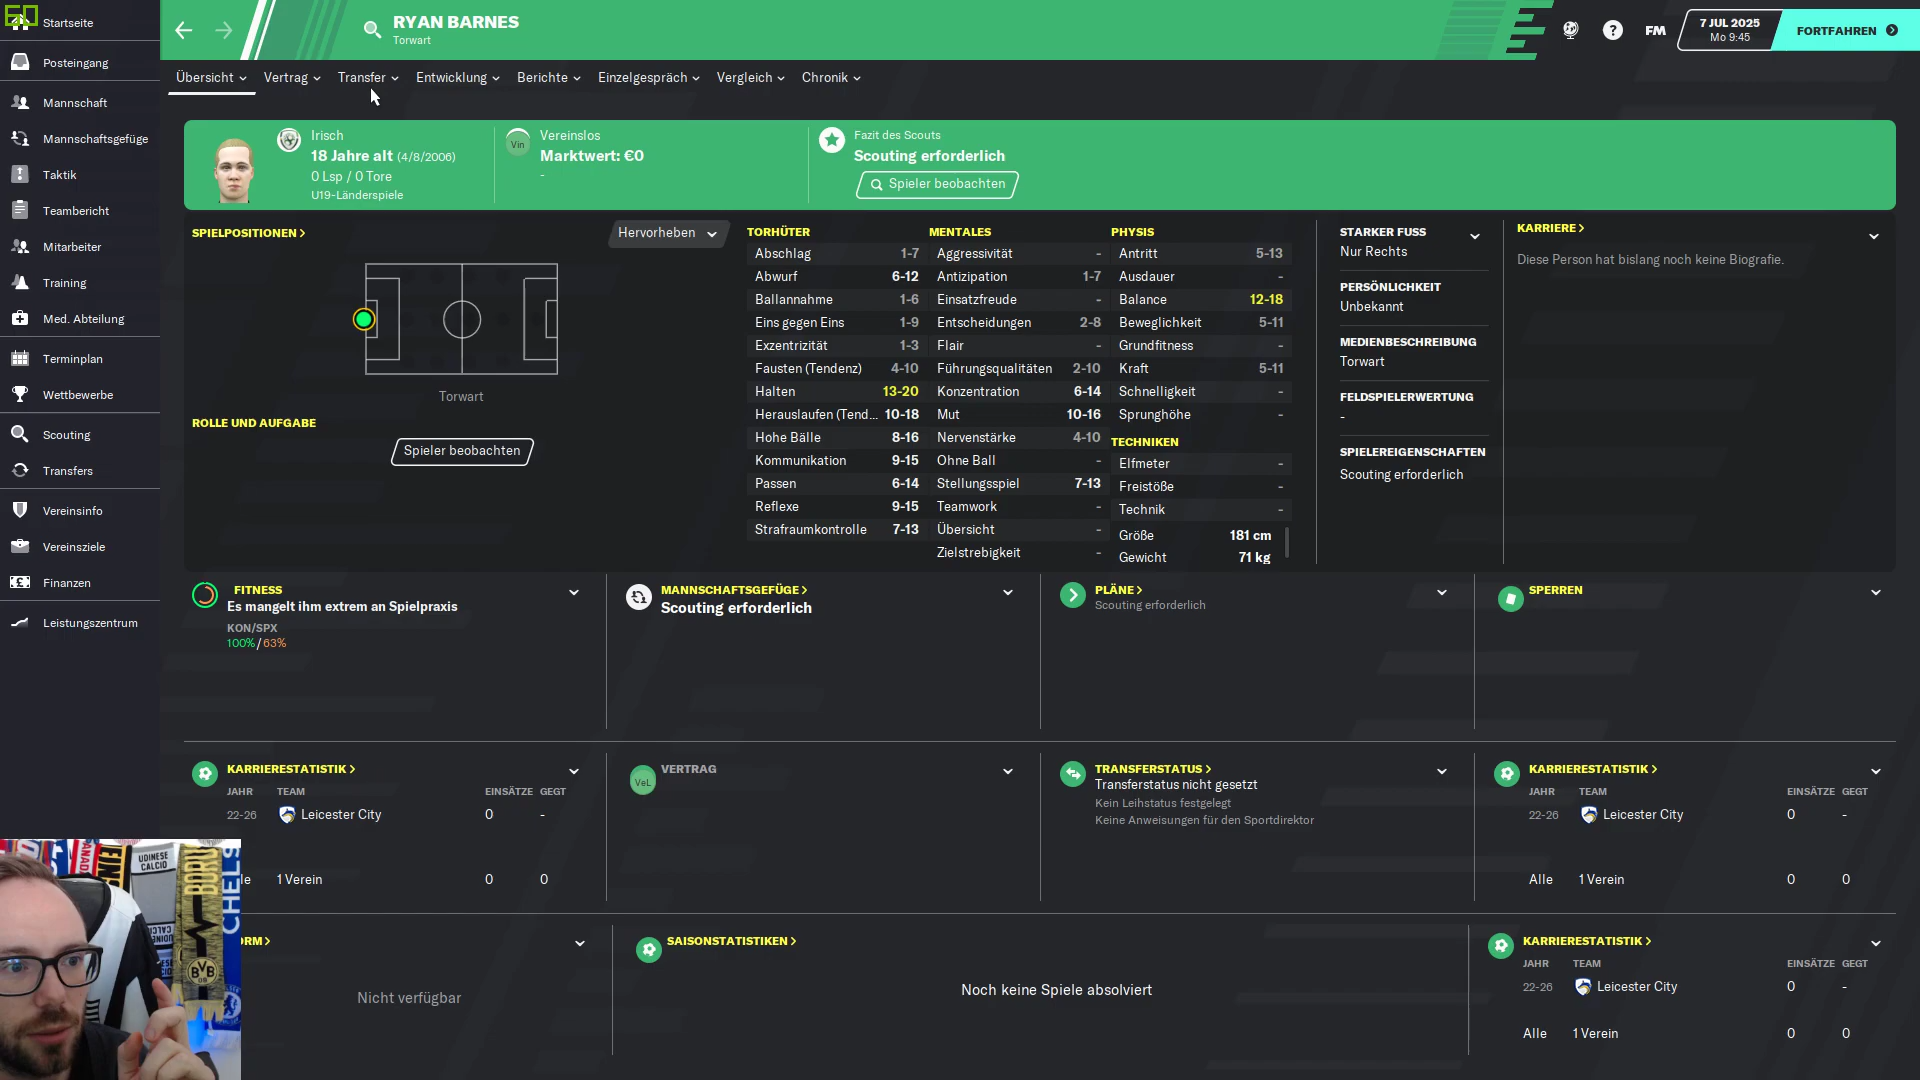 60
Startseite
Posteingang
Mannschaft
Mannschaftsgefüge
Taktik
Teambericht
Mitarbeiter
Training
Med. Abteilung
Terminplan
Wettbewerbe
Scouting
Transfers
Vereinsinfo
Vereinsziele
Finanzen
Leistungszentrum
RYAN BARNES
Torwart
FM
7 JUL 2025
Mo 9:45
FORTFAHREN
Übersicht
Vertrag
Transfer
Entwicklung
Berichte
Einzelgespräch
Vergleich
Chronik
Irisch
18 Jahre alt (4/8/2006)
0 Lsp / 0 Tore
U19-Länderspiele
Vin
Vereinslos
Marktwert: €0
-
Fazit des Scouts
Scouting erforderlich
Spieler beobachten
SPIELPOSITIONEN
Hervorheben
Torwart
ROLLE UND AUFGABE
Spieler beobachten
TORHÜTER
Abschlag 1-7
Abwurf 6-12
Ballannahme 1-6
Eins gegen Eins 1-9
Exzentrizität 1-3
Fausten (Tendenz) 4-10
Halten 13-20
Herauslaufen (Tend... 10-18
Hohe Bälle 8-16
Kommunikation 9-15
Passen 6-14
Reflexe 9-15
Strafraumkontrolle 7-13
MENTALES
Aggressivität -
Antizipation 1-7
Einsatzfreude -
Entscheidungen 2-8
Flair -
Führungsqualitäten 2-10
Konzentration 6-14
Mut 10-16
Nervenstärke 4-10
Ohne Ball -
Stellungsspiel 7-13
Teamwork -
Übersicht -
Zielstrebigkeit -
PHYSIS
Antritt 5-13
Ausdauer -
Balance 12-18
Beweglichkeit 5-11
Grundfitness -
Kraft 5-11
Schnelligkeit -
Sprunghöhe -
TECHNIKEN
Elfmeter -
Freistöße -
Technik -
Größe 181 cm
Gewicht 71 kg
STARKER FUSS
Nur Rechts
PERSÖNLICHKEIT
Unbekannt
MEDIENBESCHREIBUNG
Torwart
FELDSPIELERWERTUNG
-
SPIELEREIGENSCHAFTEN
Scouting erforderlich
KARRIERE
Diese Person hat bislang noch keine Biografie.
FITNESS
Es mangelt ihm extrem an Spielpraxis
KON/SPX
100% / 63%
MANNSCHAFTSGEFÜGE
Scouting erforderlich
PLÄNE
Scouting erforderlich
SPERREN
KARRIERESTATISTIK
JAHR TEAM EINSÄTZE GEGT
22-26 Leicester City 0 -
le 1 Verein 0 0
VeL
VERTRAG
TRANSFERSTATUS
Transferstatus nicht gesetzt
Kein Leihstatus festgelegt
Keine Anweisungen für den Sportdirektor
KARRIERESTATISTIK
JAHR TEAM EINSÄTZE GEGT
22-26 Leicester City 0 -
Alle 1 Verein 0 0
ORM
Nicht verfügbar
SAISONSTATISTIKEN
Noch keine Spiele absolviert
KARRIERESTATISTIK
JAHR TEAM EINSÄTZE GEGT
22-26 Leicester City 0 -
Alle 1 Verein 0 0
UDINESE
CALCIO
BORU
CHELS
BVB